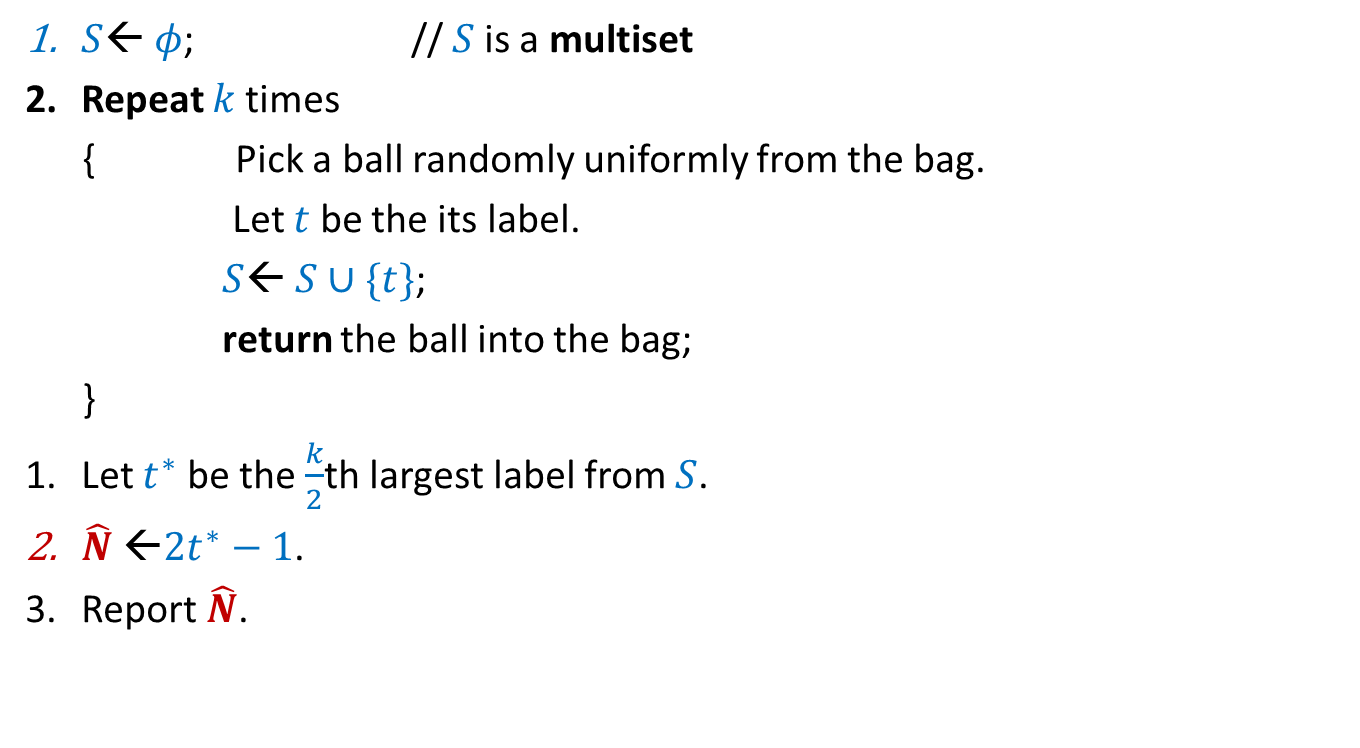 1. S← ϕ; // S is a multiset
2. Repeat k times
{ Pick a ball randomly uniformly from the bag.
Let t be the its label.
S← S ∪ {t};
return the ball into the bag;
}
1. Let t* be the k/2th largest label from S.
2. N̂ ←2t* − 1.
3. Report N̂.